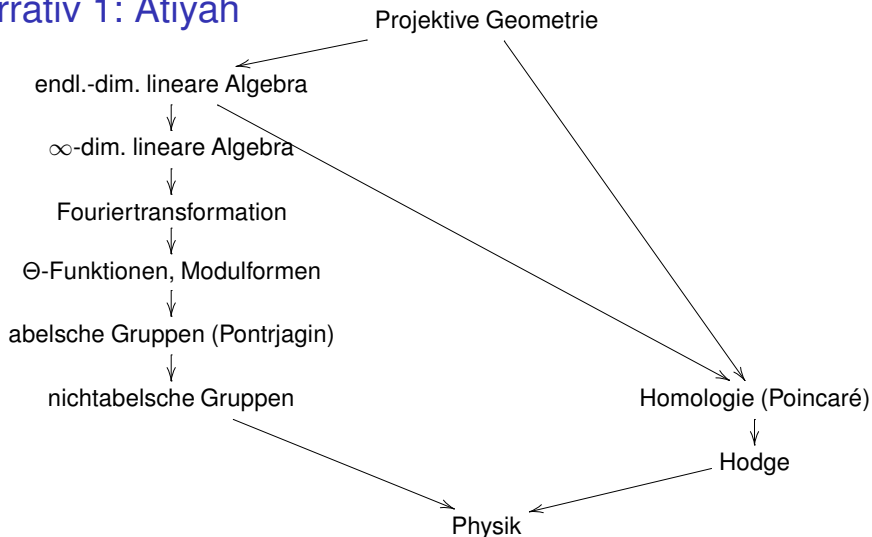 rrativ 1: Atiyah
Projektive Geometrie
endl.-dim. lineare Algebra
∞-dim. lineare Algebra
Fouriertransformation
Θ-Funktionen, Modulformen
abelsche Gruppen (Pontrjagin)
nichtabelsche Gruppen
Homologie (Poincaré)
Hodge
Physik